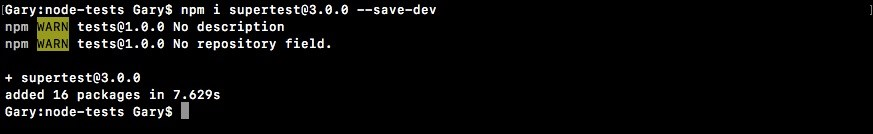 [Gary:node-tests Gary$ npm i supertest@3.0.0 --save-dev ]
npm WARN tests@1.0.0 No description
npm WARN tests@1.0.0 No repository field.
+ supertest@3.0.0
added 16 packages in 7.629s
Gary:node-tests Gary$